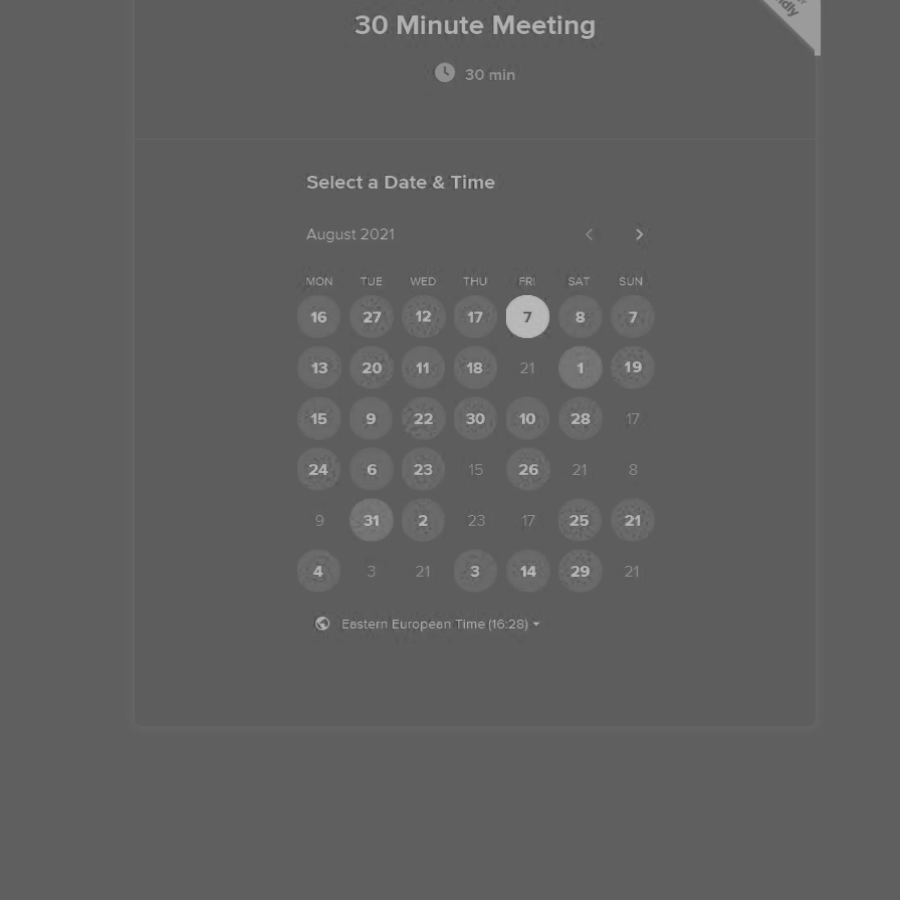 30 Minute Meeting
30 min
Select a Date & Time
August 2021
MON TUE WED THU FRI SAT SUN
16 27 12 17 7 8 7
13 20 11 18 21 1 19
15 9 22 30 10 28 17
24 6 23 15 26 21 8
9 31 2 23 17 25 21
4 3 21 3 14 29 21
Eastern European Time (16:28)